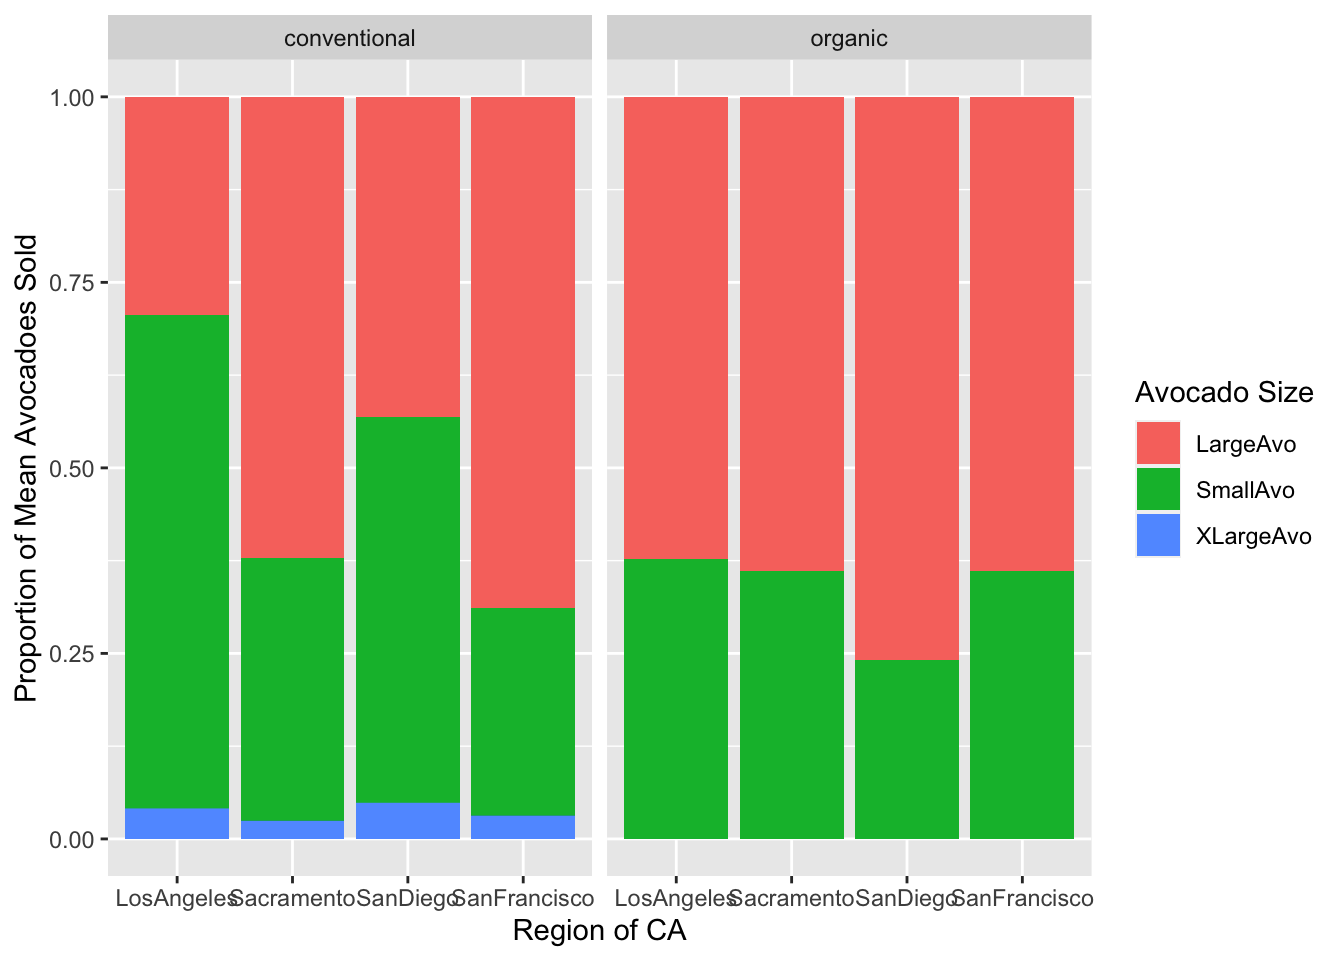 conventional
organic
Proportion of Mean Avocadoes Sold
1.00
0.75
0.50
0.25
0.00
LosAngeles
Sacramento
SanDiego
SanFrancisco
LosAngeles
Sacramento
SanDiego
SanFrancisco
Region of CA
Avocado Size
LargeAvo
SmallAvo
XLargeAvo